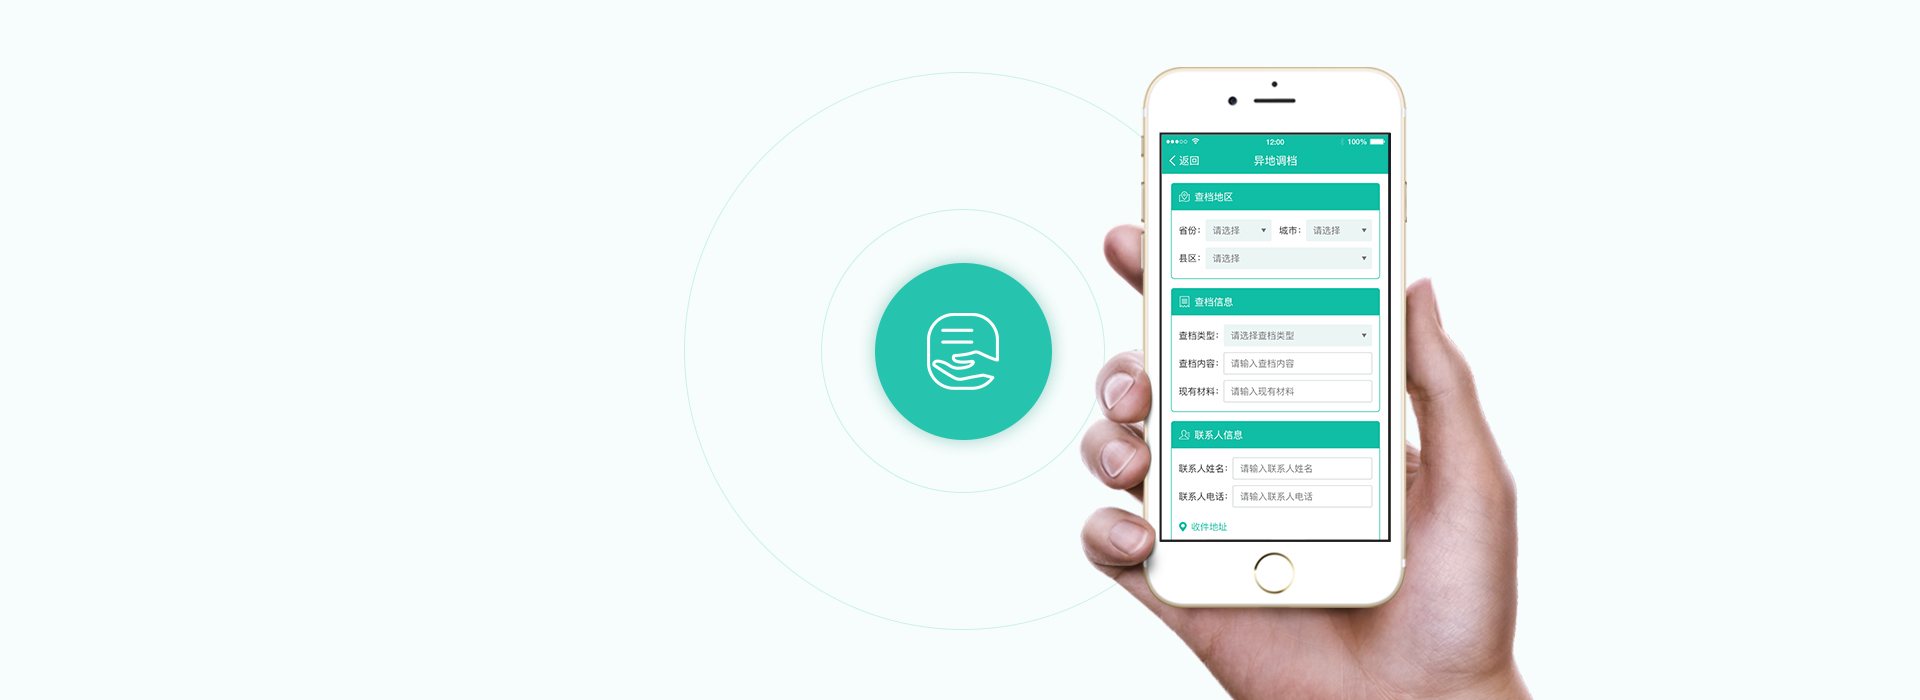 12:00 100%
返回 异地调档
查档地区
省份： 请选择 城市： 请选择
县区： 请选择
查档信息
查档类型： 请选择查档类型
查档内容： 请输入查档内容
现有材料： 请输入现有材料
联系人信息
联系人姓名： 请输入联系人姓名
联系人电话： 请输入联系人电话
收件地址